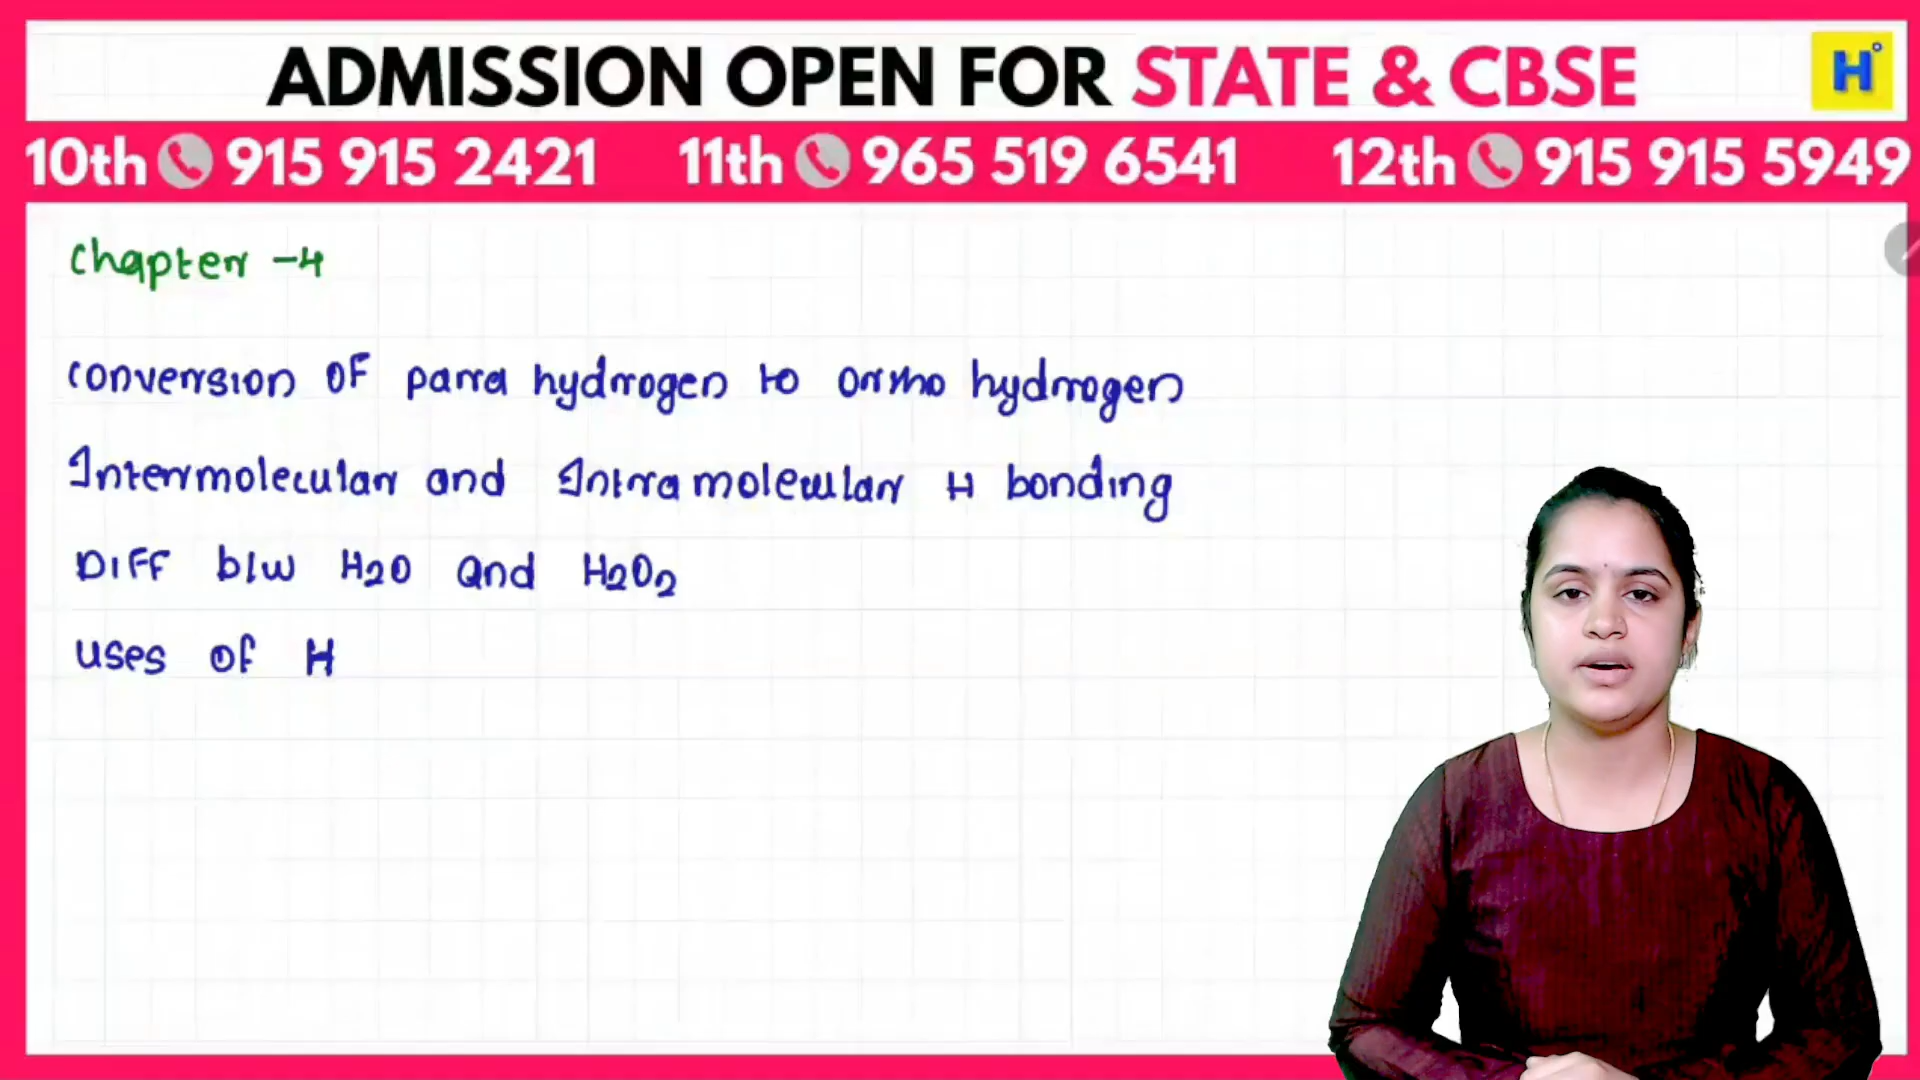 ADMISSION OPEN FOR STATE & CBSE
H°
10th 915 915 2421 11th 965 519 6541 12th 915 915 5949
Chapter -4
conversion OF para hydrogen to ortho hydrogen
Intermolecular and Intra molecular H bonding
DIFF b/w H2O and H2O2
uses of H